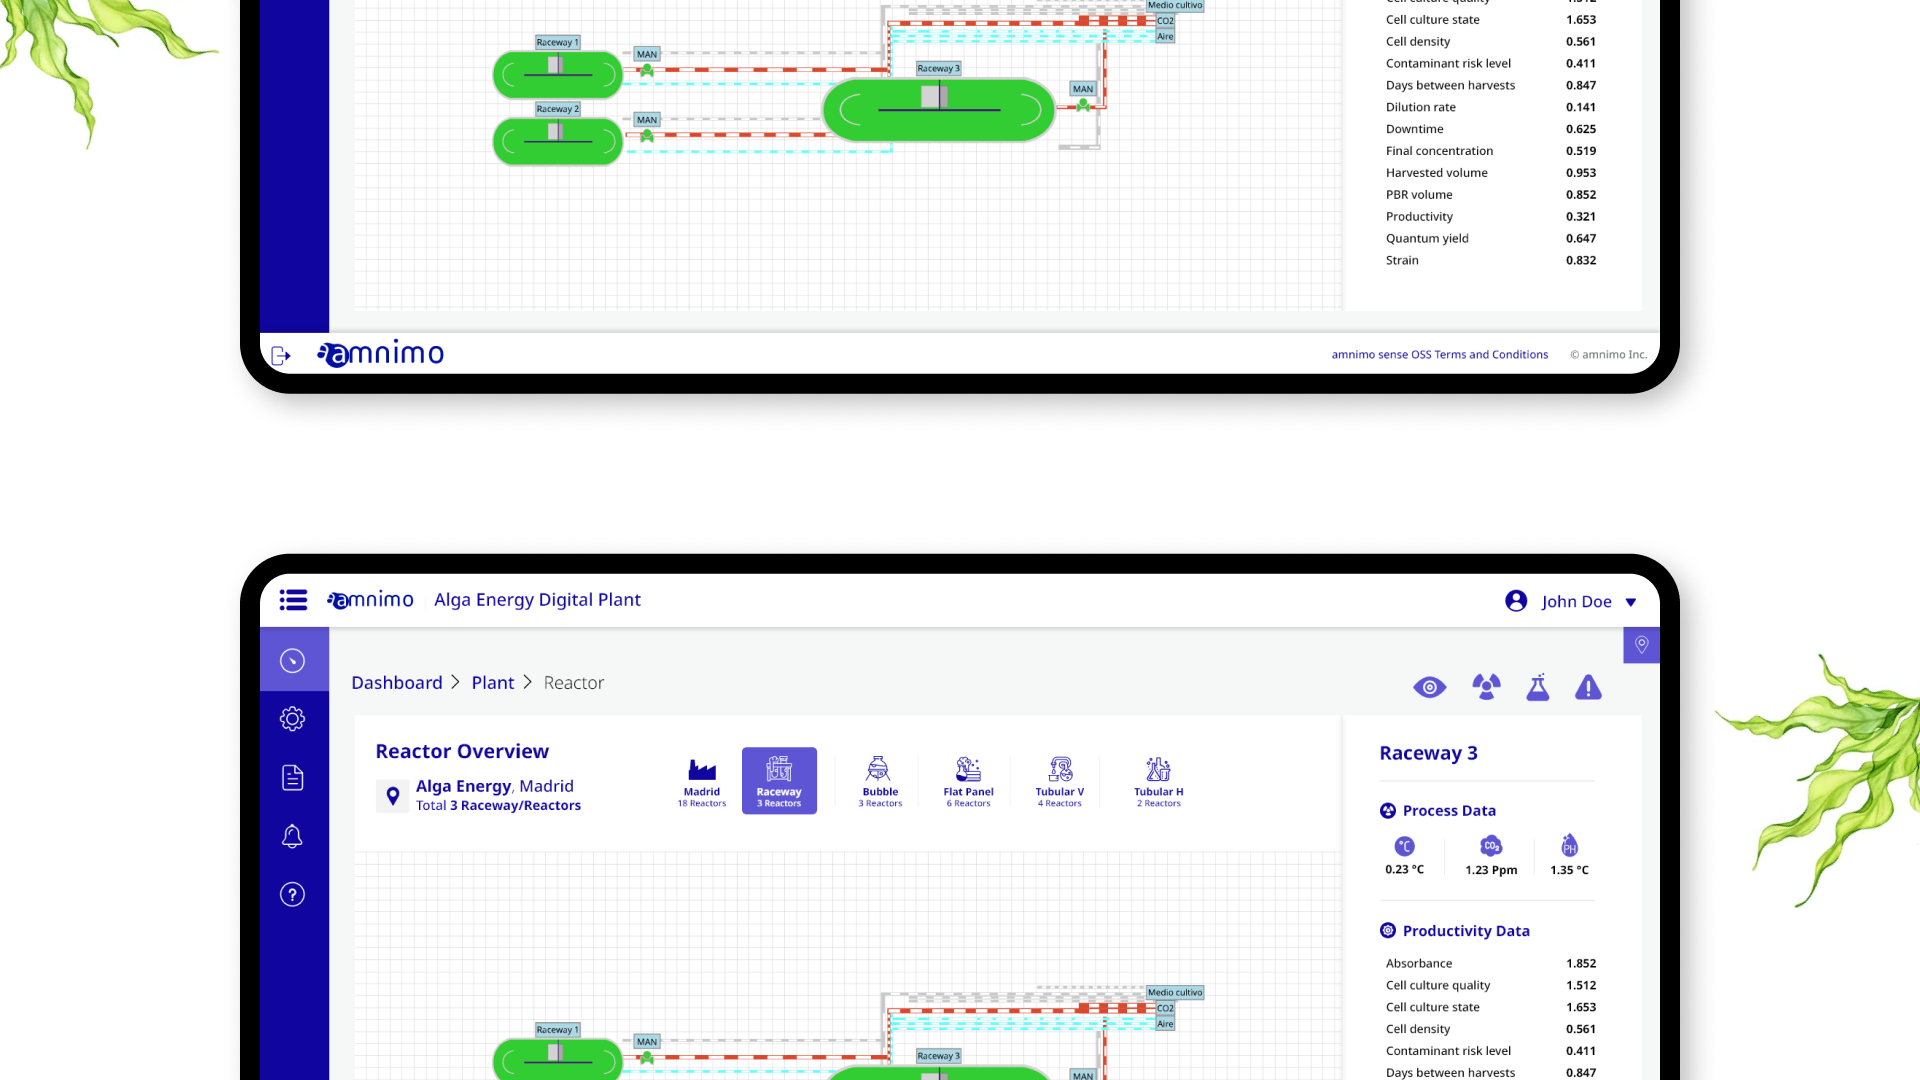 Cell culture quality 1.512
Cell culture state 1.653
Cell density 0.561
Contaminant risk level 0.411
Days between harvests 0.847
Dilution rate 0.141
Downtime 0.625
Final concentration 0.519
Harvested volume 0.953
PBR volume 0.852
Productivity 0.321
Quantum yield 0.647
Strain 0.832
Medio cultivo
CO2
Aire
Raceway 1
MAN
Raceway 3
MAN
Raceway 2
MAN
amnimo
amnimo sense OSS Terms and Conditions
© amnimo Inc.
amnimo
Alga Energy Digital Plant
John Doe
Dashboard > Plant > Reactor
Reactor Overview
Alga Energy, Madrid
Total 3 Raceway/Reactors
Madrid
18 Reactors
Raceway
3 Reactors
Bubble
3 Reactors
Flat Panel
6 Reactors
Tubular V
4 Reactors
Tubular H
2 Reactors
Raceway 3
Process Data
°C
CO2
PH
0.23 °C
1.23 Ppm
1.35 °C
Productivity Data
Absorbance 1.852
Cell culture quality 1.512
Cell culture state 1.653
Cell density 0.561
Contaminant risk level 0.411
Days between harvests 0.847
Medio cultivo
CO2
Aire
Raceway 1
MAN
Raceway 3
MAN